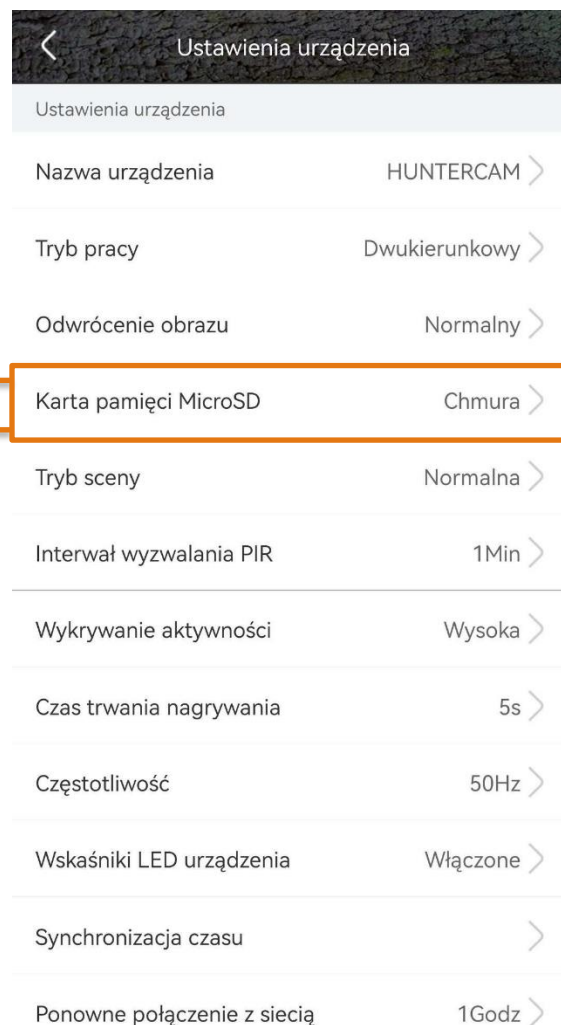 Ustawienia urządzenia
Ustawienia urządzenia
Nazwa urządzenia HUNTERCAM
Tryb pracy Dwukierunkowy
Odwrócenie obrazu Normalny
Karta pamięci MicroSD Chmura
Tryb sceny Normalna
Interwał wyzwalania PIR 1Min
Wykrywanie aktywności Wysoka
Czas trwania nagrywania 5s
Częstotliwość 50Hz
Wskaśniki LED urządzenia Włączone
Synchronizacja czasu
Ponowne połączenie z siecią 1Godz